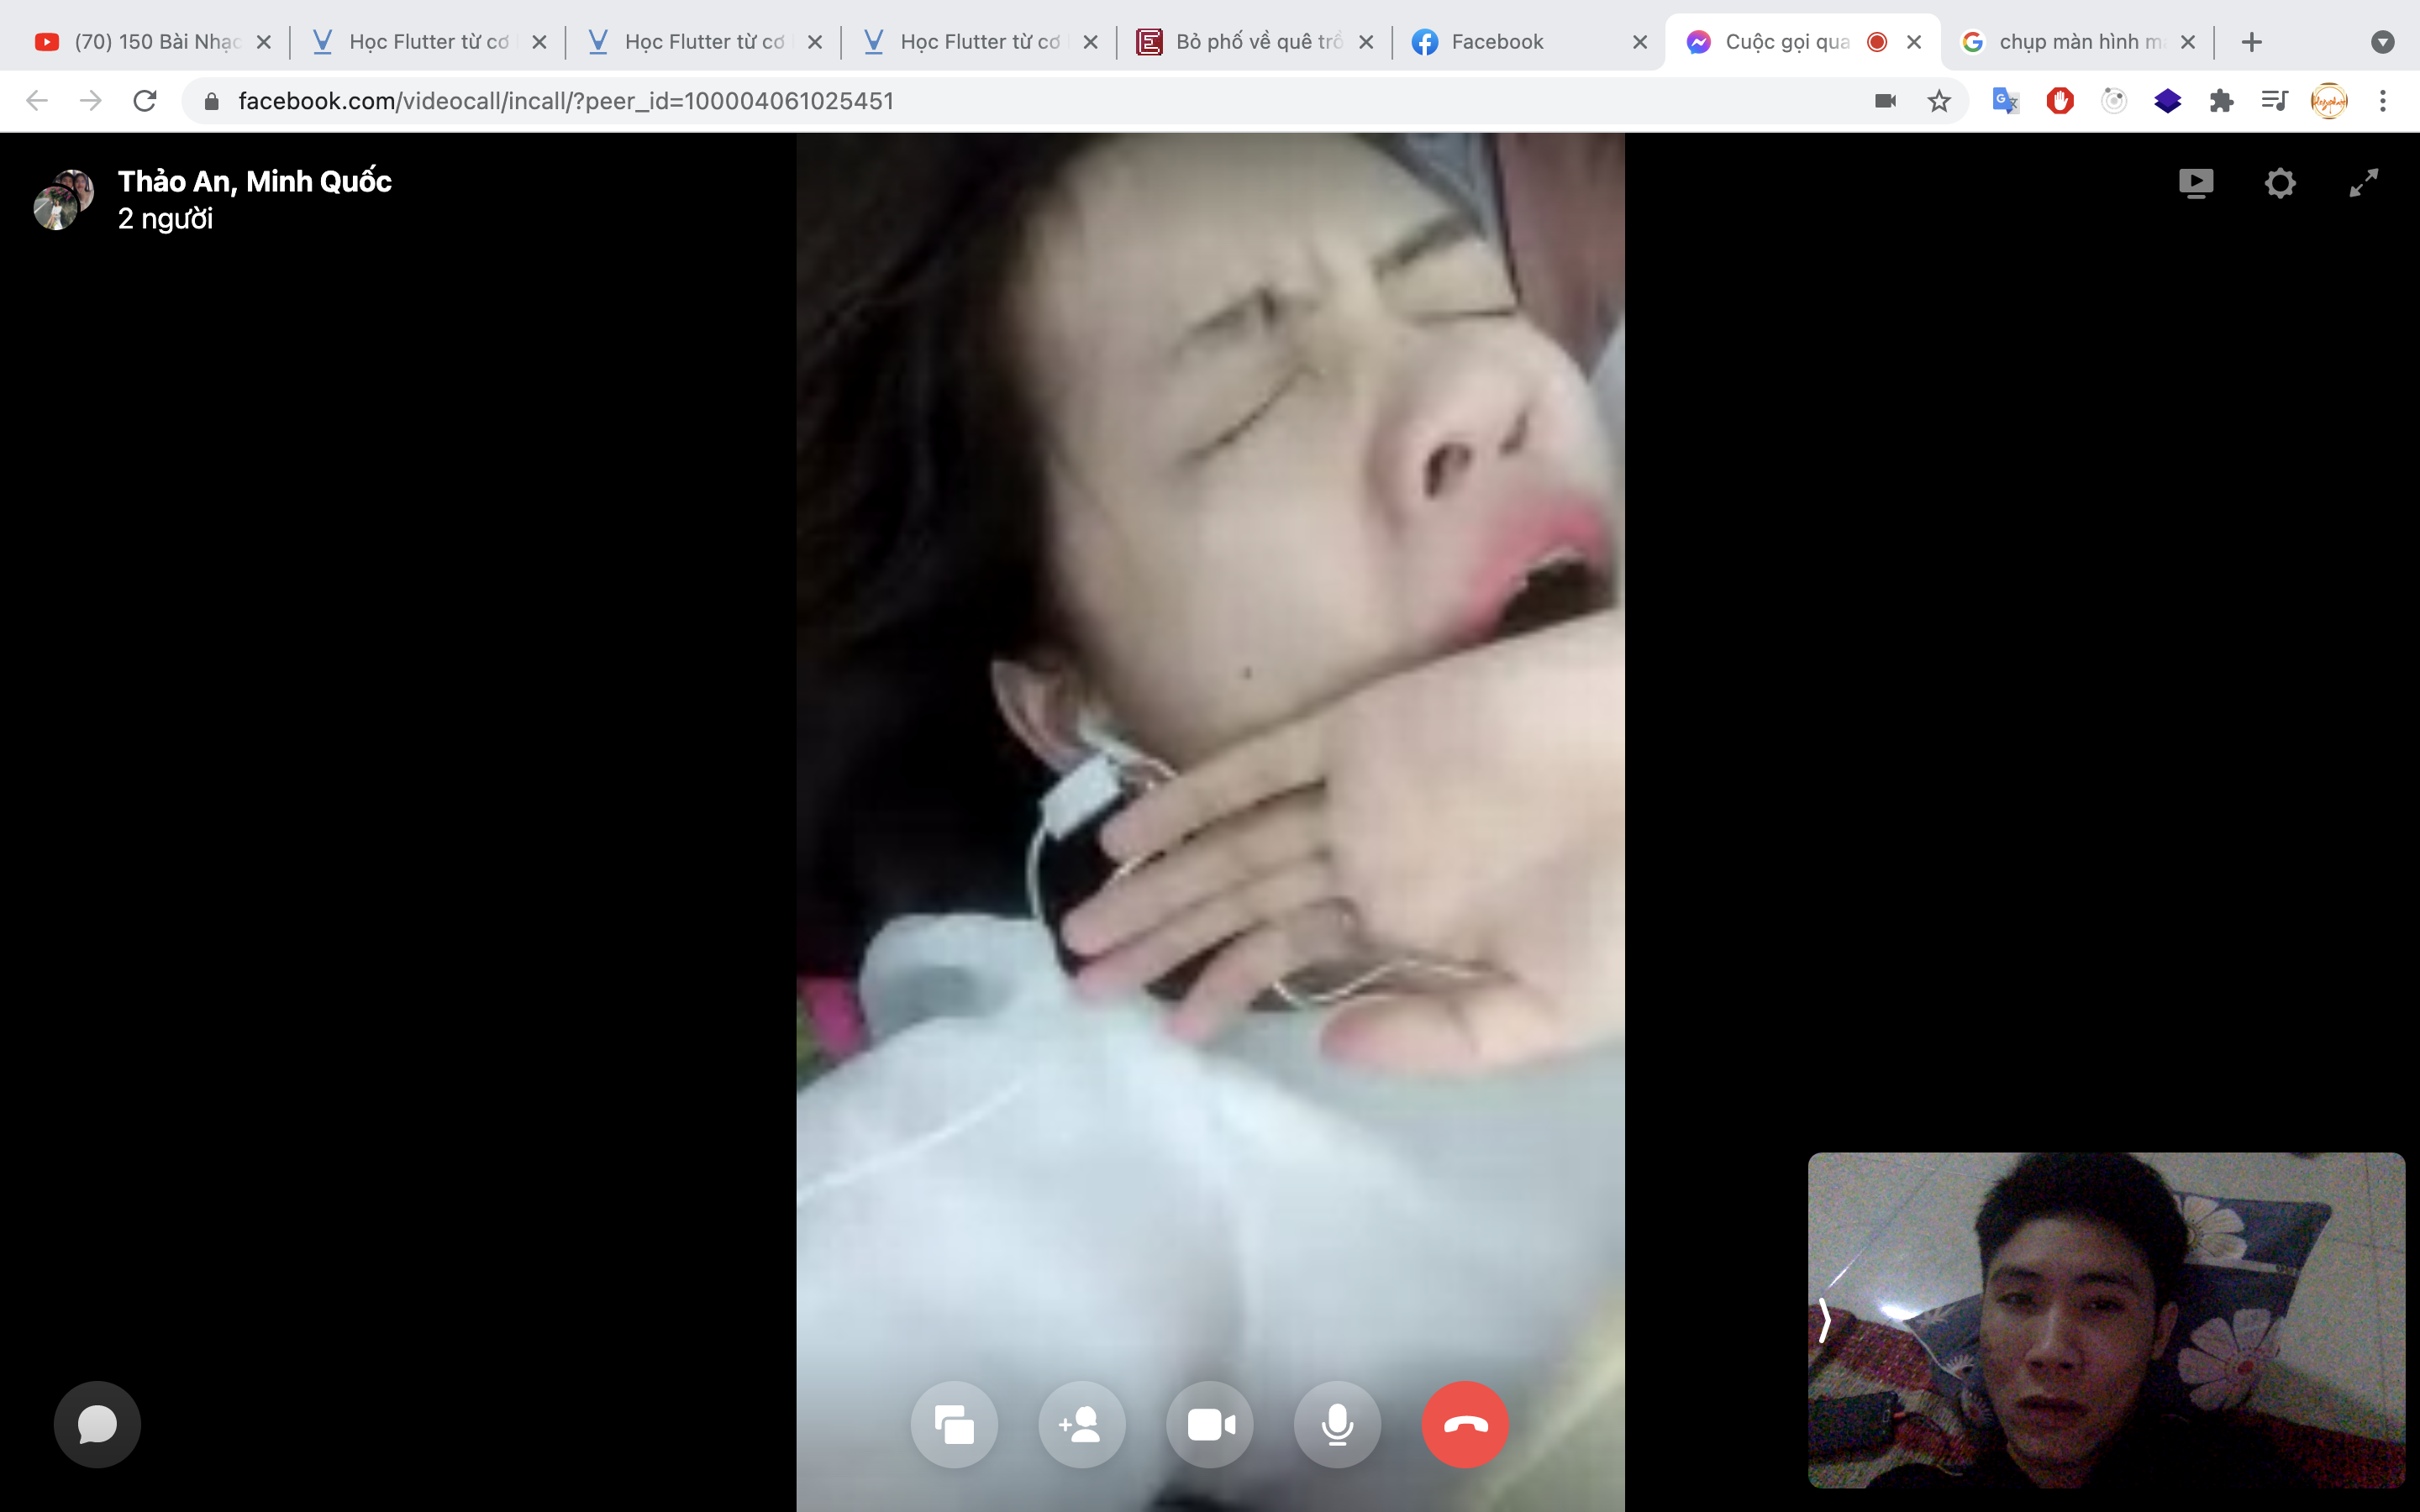 (70) 150 Bài Nhạc
Học Flutter từ cơ
Học Flutter từ cơ
Học Flutter từ cơ
Bỏ phố về quê trồ
Facebook
Cuộc gọi qua
chụp màn hình m
facebook.com/videocall/incall/?peer_id=100004061025451
Thảo An, Minh Quốc
2 người